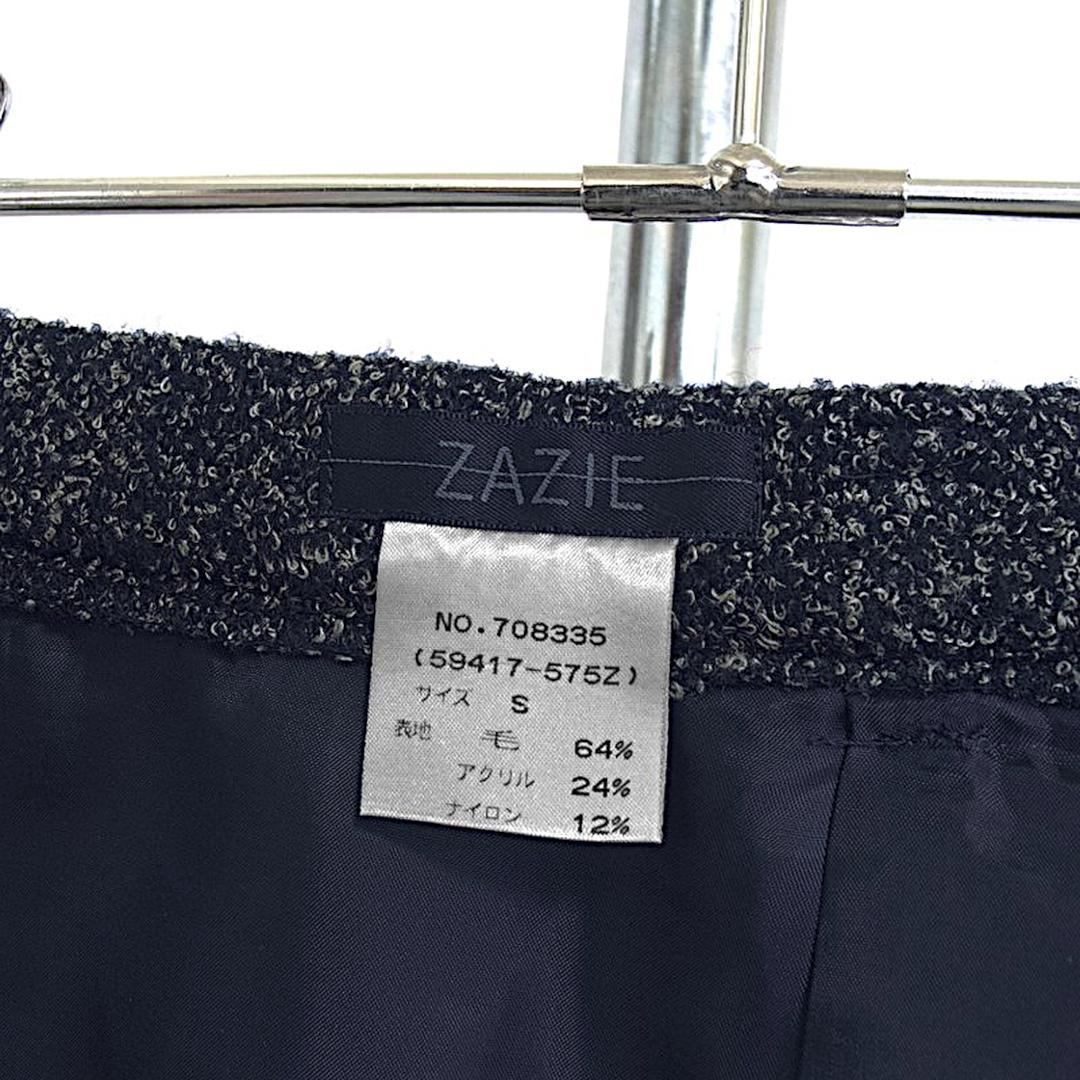 ZAZIE
NO.708335
(59417-575Z)
サイズ S
表地 毛 64%
アクリル 24%
ナイロン 12%